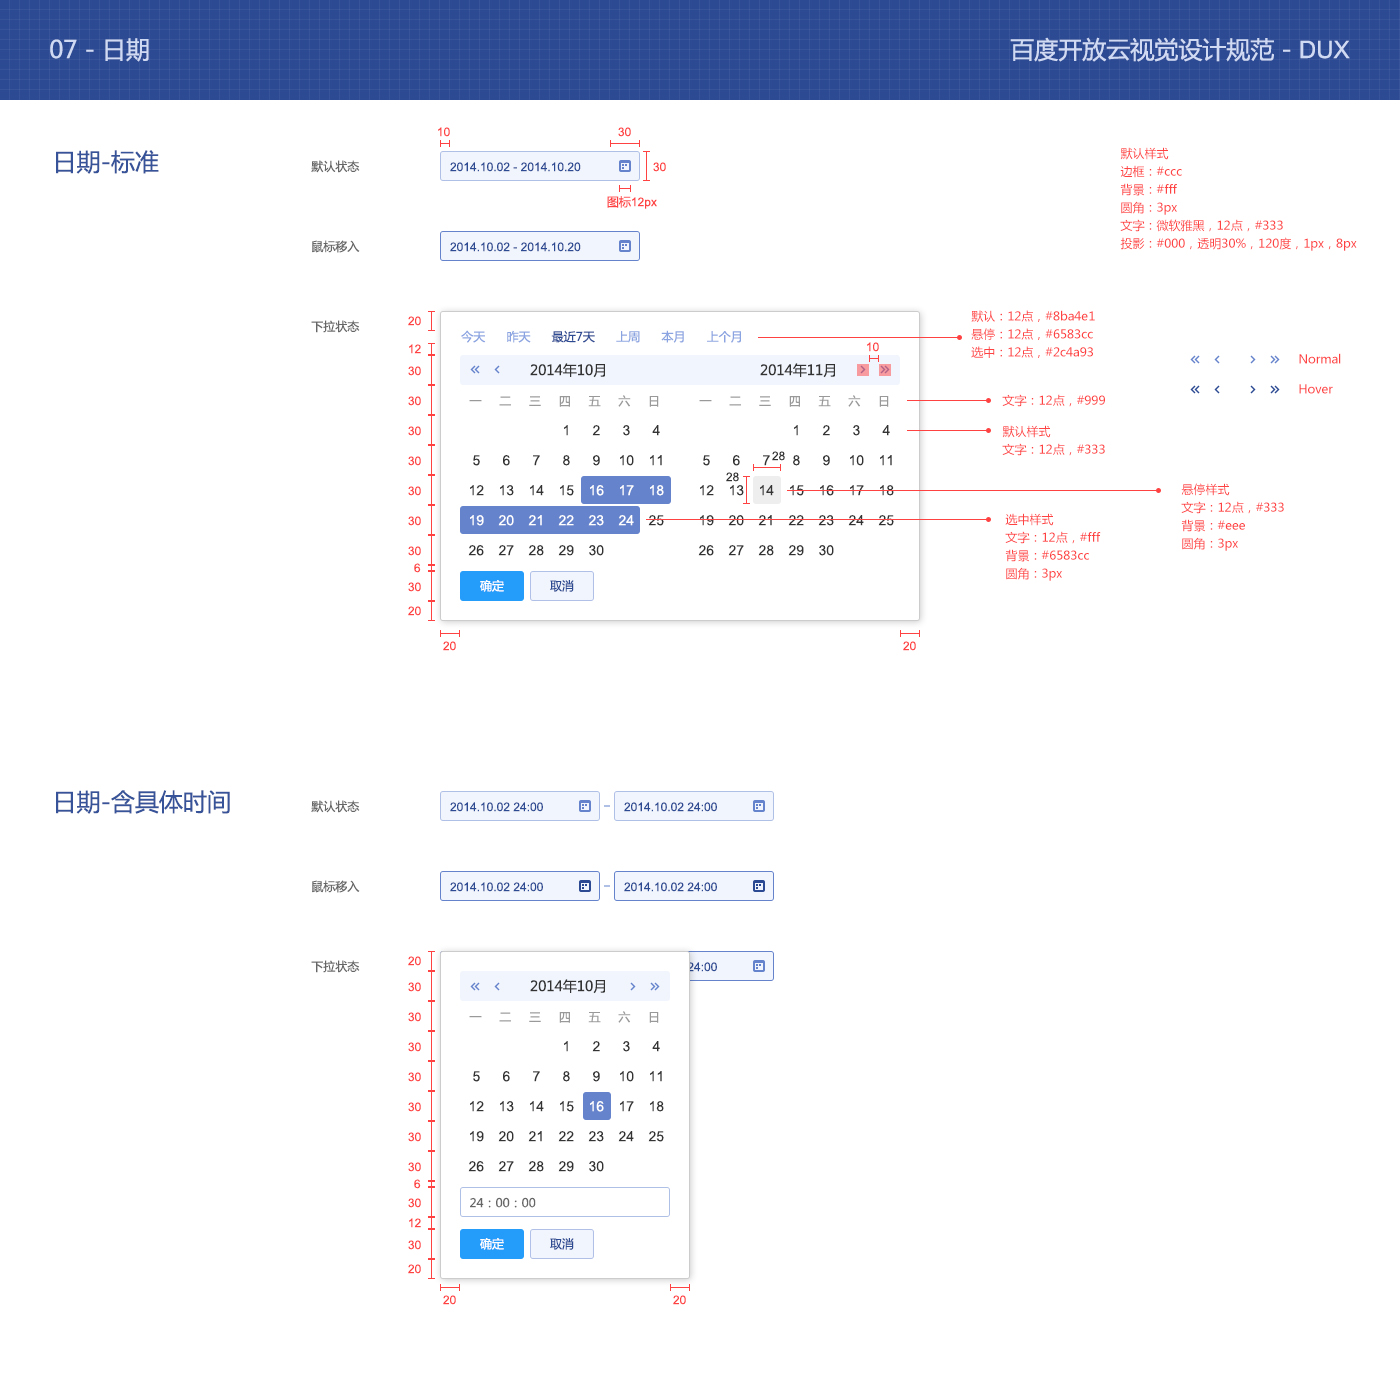 07 - 日期
百度开放云视觉设计规范 - DUX
日期-标准
默认状态
10
30
2014.10.02 - 2014.10.20
30
图标12px
默认样式
边框：#ccc
背景：#fff
圆角：3px
文字：微软雅黑，12点，#333
投影：#000，透明30%，120度，1px，8px
鼠标移入
2014.10.02 - 2014.10.20
下拉状态
20
12
30
30
30
30
30
30
30
6
30
20
今天 昨天 最近7天 上周 本月 上个月
« ‹ 2014年10月 2014年11月 › »
10
一 二 三 四 五 六 日 一 二 三 四 五 六 日
1 2 3 4 1 2 3 4
5 6 7 8 9 10 11 5 6 7 8 9 10 11
28
28
12 13 14 15 16 17 18 12 13 14 15 16 17 18
19 20 21 22 23 24 25 19 20 21 22 23 24 25
26 27 28 29 30 26 27 28 29 30
确定 取消
20 20
默认：12点，#8ba4e1
悬停：12点，#6583cc
选中：12点，#2c4a93
« ‹ › » Normal
« ‹ › » Hover
文字：12点，#999
默认样式
文字：12点，#333
悬停样式
文字：12点，#333
背景：#eee
圆角：3px
选中样式
文字：12点，#fff
背景：#6583cc
圆角：3px
日期-含具体时间
默认状态
2014.10.02 24:00 – 2014.10.02 24:00
鼠标移入
2014.10.02 24:00 – 2014.10.02 24:00
下拉状态
20
30
30
30
30
30
30
30
6
30
12
30
20
24:00
« ‹ 2014年10月 › »
一 二 三 四 五 六 日
1 2 3 4
5 6 7 8 9 10 11
12 13 14 15 16 17 18
19 20 21 22 23 24 25
26 27 28 29 30
24：00：00
确定 取消
20 20